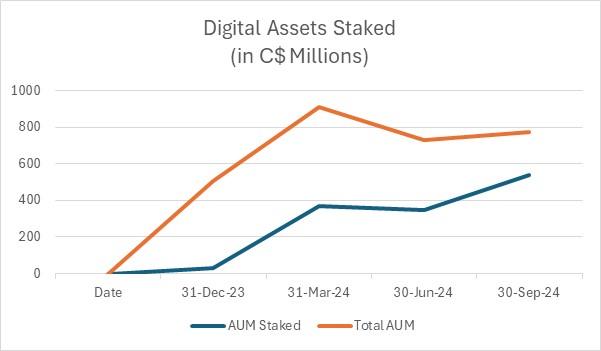 Digital Assets Staked
(in C$ Millions)
1000
800
600
400
200
0
Date 31-Dec-23 31-Mar-24 30-Jun-24 30-Sep-24
AUM Staked Total AUM